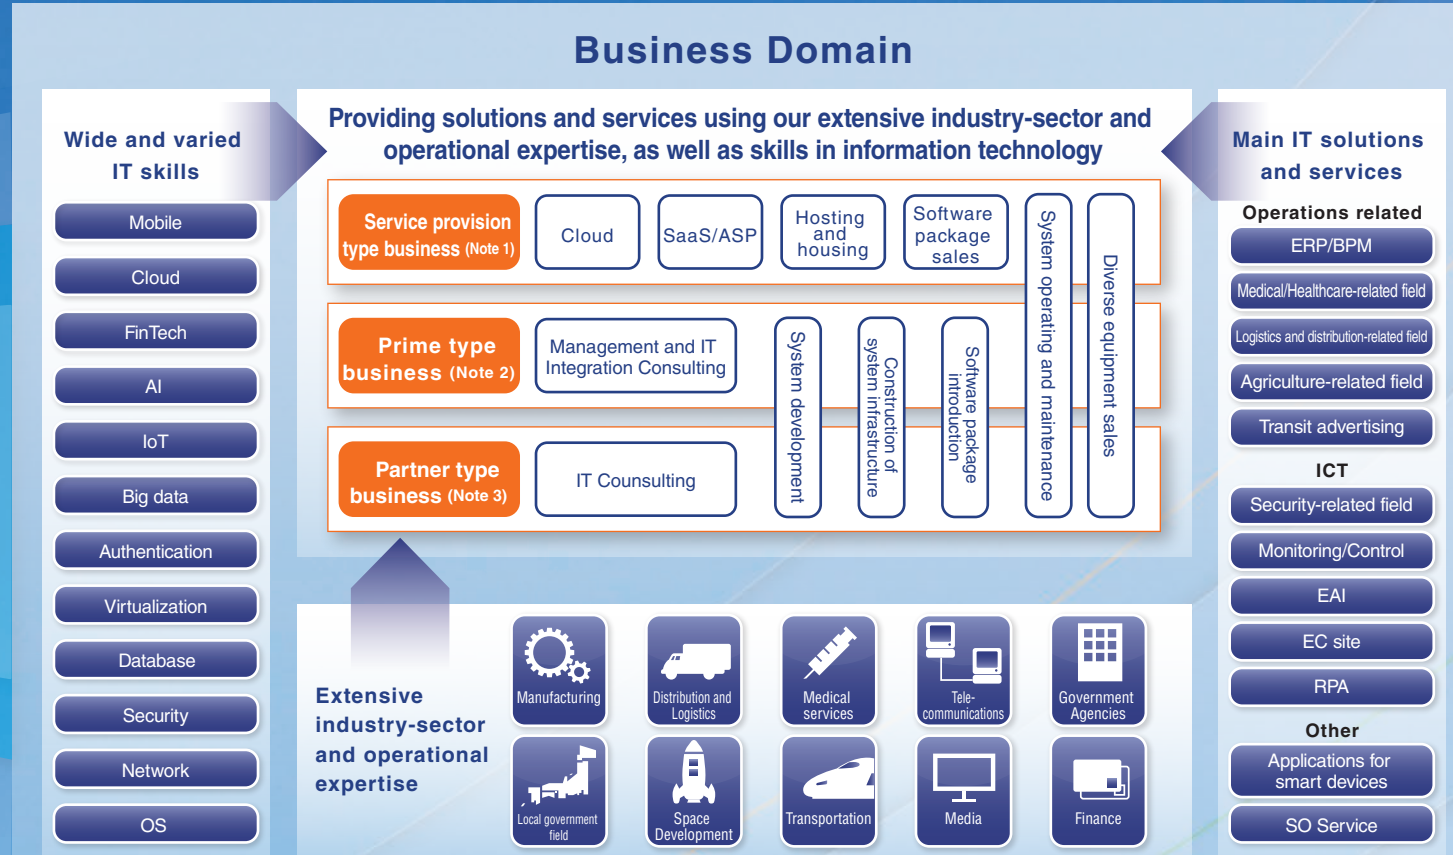 Business Domain
Wide and varied
IT skills
Mobile
Cloud
FinTech
AI
IoT
Big data
Authentication
Virtualization
Database
Security
Network
OS
Providing solutions and services using our extensive industry-sector and
operational expertise, as well as skills in information technology
Service provision
type business (Note 1)
Cloud
SaaS/ASP
Hosting
and
housing
Software
package
sales
Prime type
business (Note 2)
Management and IT
Integration Consulting
Partner type
business (Note 3)
IT Counsulting
System development
Construction of
system infrastructure
Software package
introduction
System operating and maintenance
Diverse equipment sales
Extensive
industry-sector
and operational
expertise
Manufacturing
Distribution and
Logistics
Medical
services
Tele-
communications
Government
Agencies
Local government
field
Space
Development
Transportation
Media
Finance
Main IT solutions
and services
Operations related
ERP/BPM
Medical/Healthcare-related field
Logistics and distribution-related field
Agriculture-related field
Transit advertising
ICT
Security-related field
Monitoring/Control
EAI
EC site
RPA
Other
Applications for
smart devices
SO Service